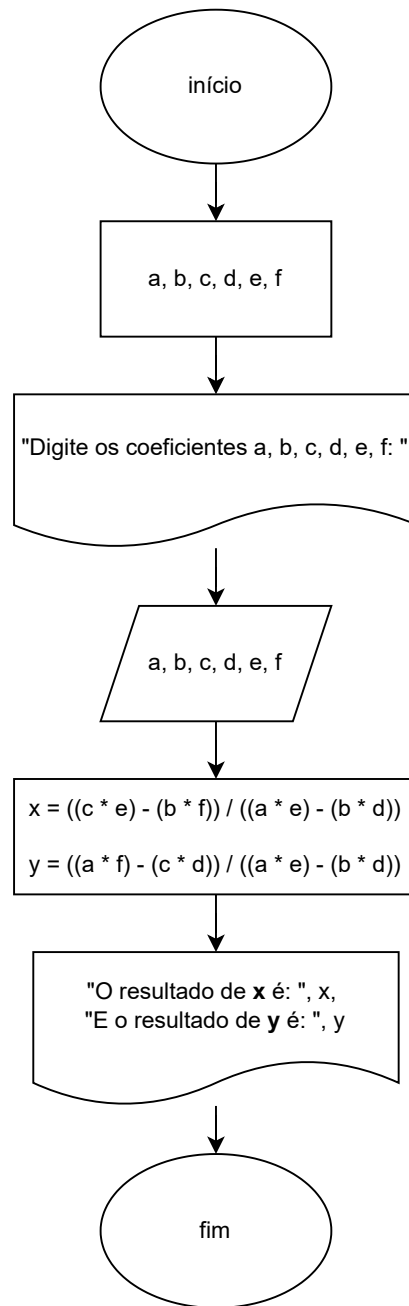 início
a, b, c, d, e, f
"Digite os coeficientes a, b, c, d, e, f: "
a, b, c, d, e, f
x = ((c * e) - (b * f)) / ((a * e) - (b * d))
y = ((a * f) - (c * d)) / ((a * e) - (b * d))
"O resultado de x é: ", x,
"E o resultado de y é: ", y
fim